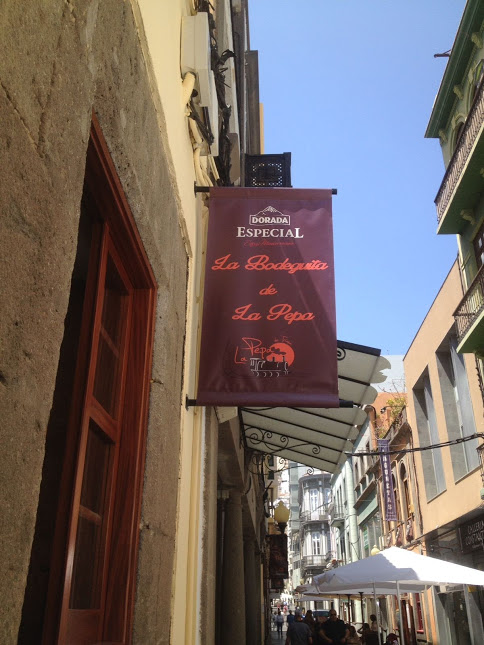 DORADA
ESPECIAL
La Bodeguita
de
La Pepa
La
Pepa